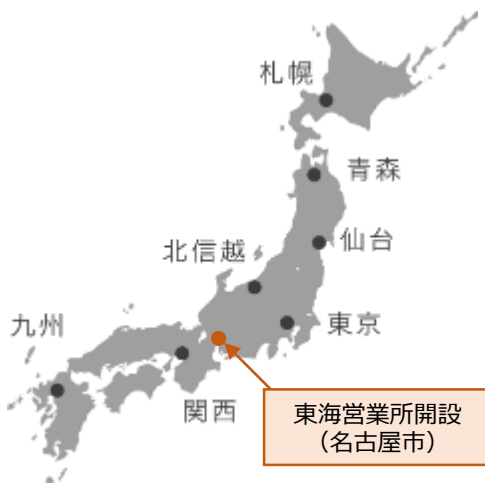 札幌
青森
仙台
北信越
東京
九州
関西
東海営業所開設
(名古屋市)